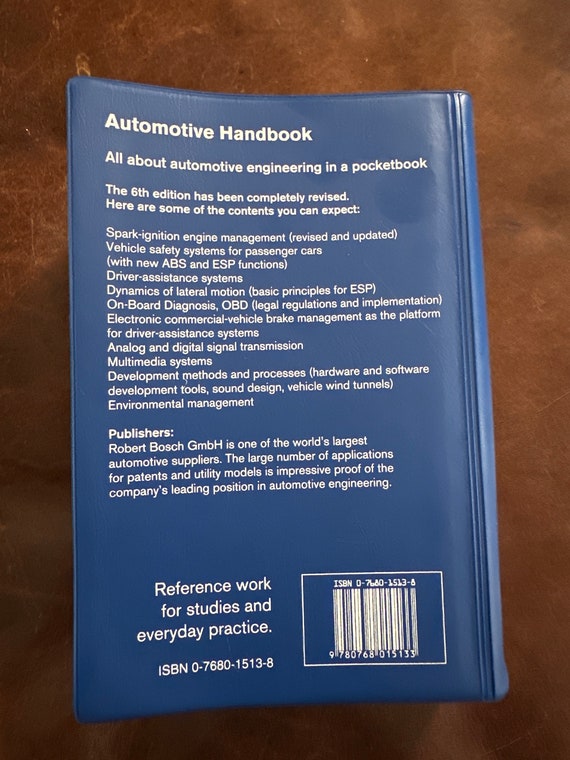 Automotive Handbook
All about automotive engineering in a pocketbook
The 6th edition has been completely revised.
Here are some of the contents you can expect:
Spark-ignition engine management (revised and updated)
Vehicle safety systems for passenger cars
(with new ABS and ESP functions)
Driver-assistance systems
Dynamics of lateral motion (basic principles for ESP)
On-Board Diagnosis, OBD (legal regulations and implementation)
Electronic commercial-vehicle brake management as the platform
for driver-assistance systems
Analog and digital signal transmission
Multimedia systems
Development methods and processes (hardware and software
development tools, sound design, vehicle wind tunnels)
Environmental management
Publishers:
Robert Bosch GmbH is one of the world's largest
automotive suppliers. The large number of applications
for patents and utility models is impressive proof of the
company's leading position in automotive engineering.
Reference work
for studies and
everyday practice.
ISBN 0-7680-1513-8
ISBN 0-7680-1513-8
9 780768 015133